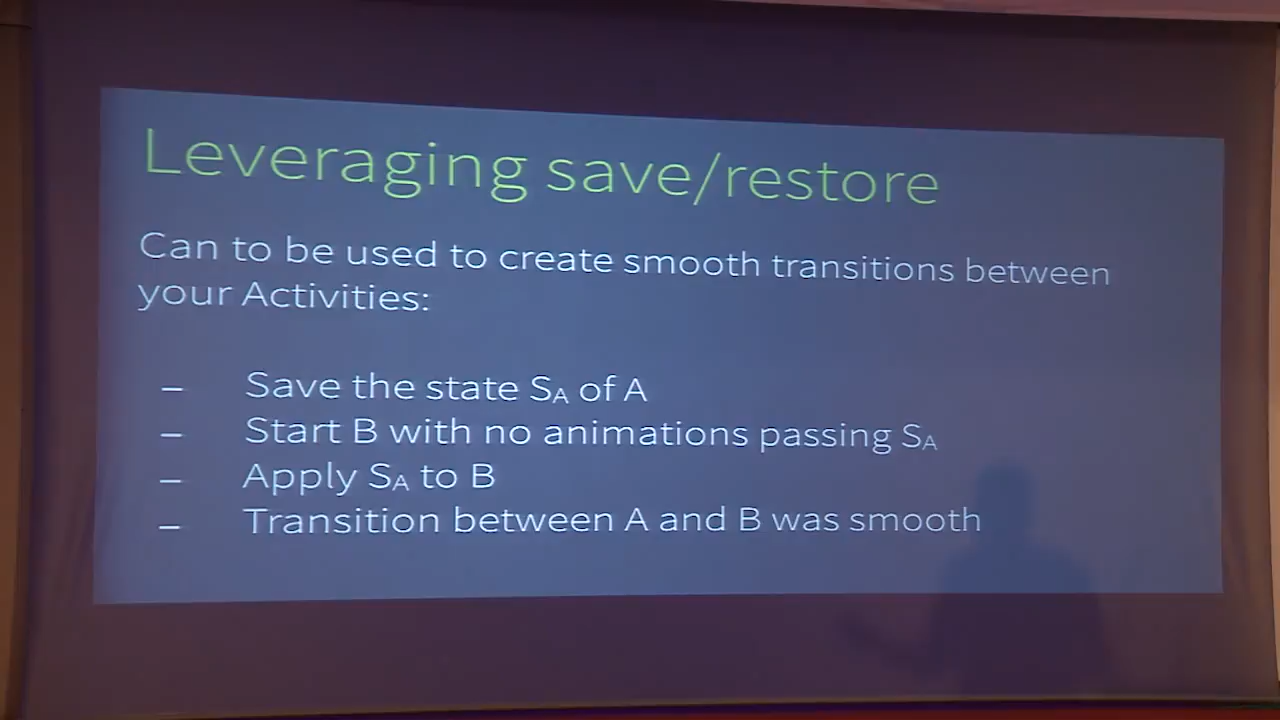 Leveraging save/restore
Can to be used to create smooth transitions between
your Activities:
– Save the state SA of A
– Start B with no animations passing SA
– Apply SA to B
– Transition between A and B was smooth